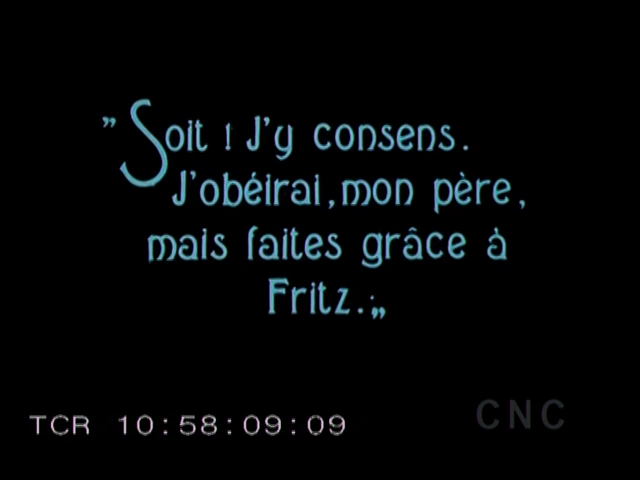 „Soit ! J'y consens.
J'obéirai, mon père,
mais faites grâce à
Fritz.„
TCR 10:58:09:09
CNC